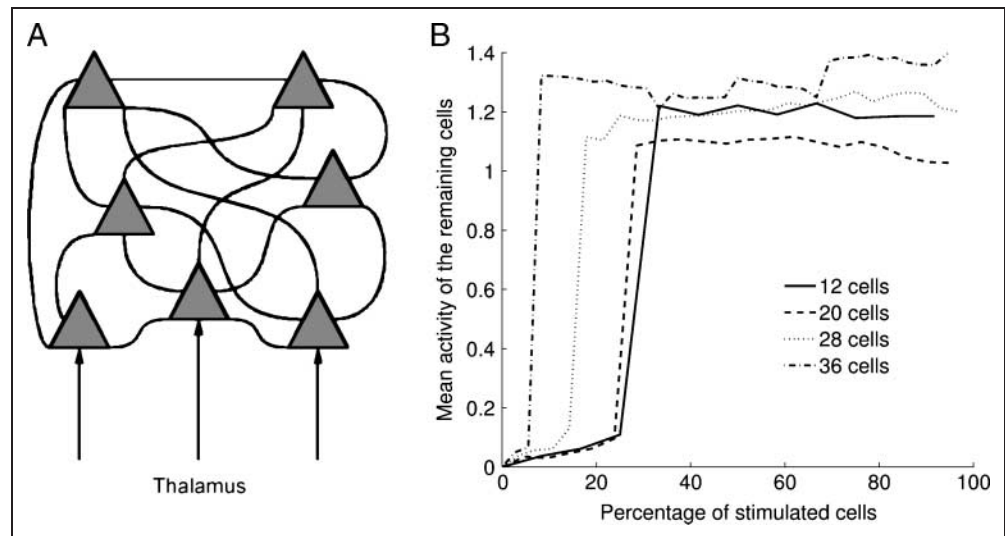 A
Thalamus
B
Mean activity of the remaining cells
1.4
1.2
1
0.8
0.6
0.4
0.2
0
0 20 40 60 80 100
Percentage of stimulated cells
12 cells
20 cells
28 cells
36 cells